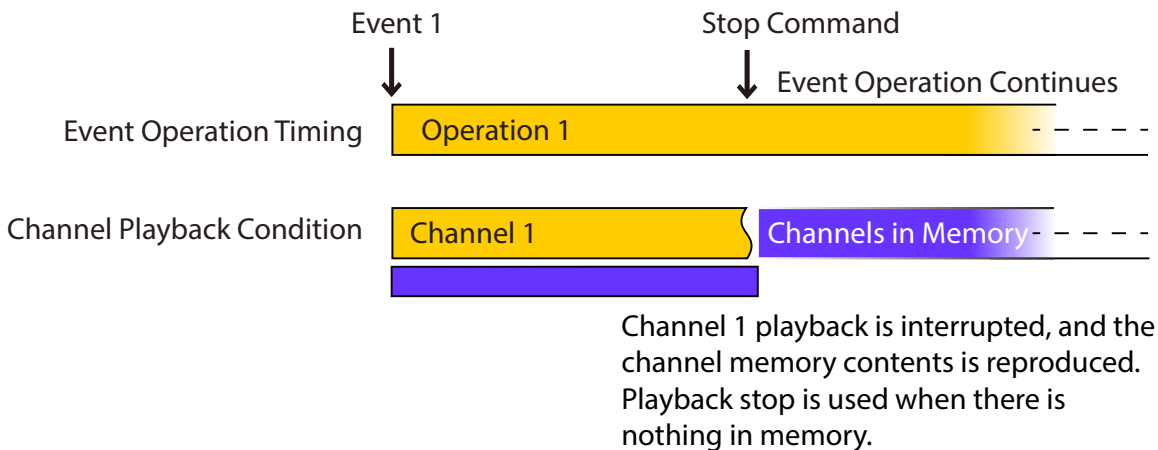 Event 1
Stop Command
Event Operation Continues
Event Operation Timing
Operation 1
Channel Playback Condition
Channel 1
Channels in Memory
Channel 1 playback is interrupted, and the
channel memory contents is reproduced.
Playback stop is used when there is
nothing in memory.